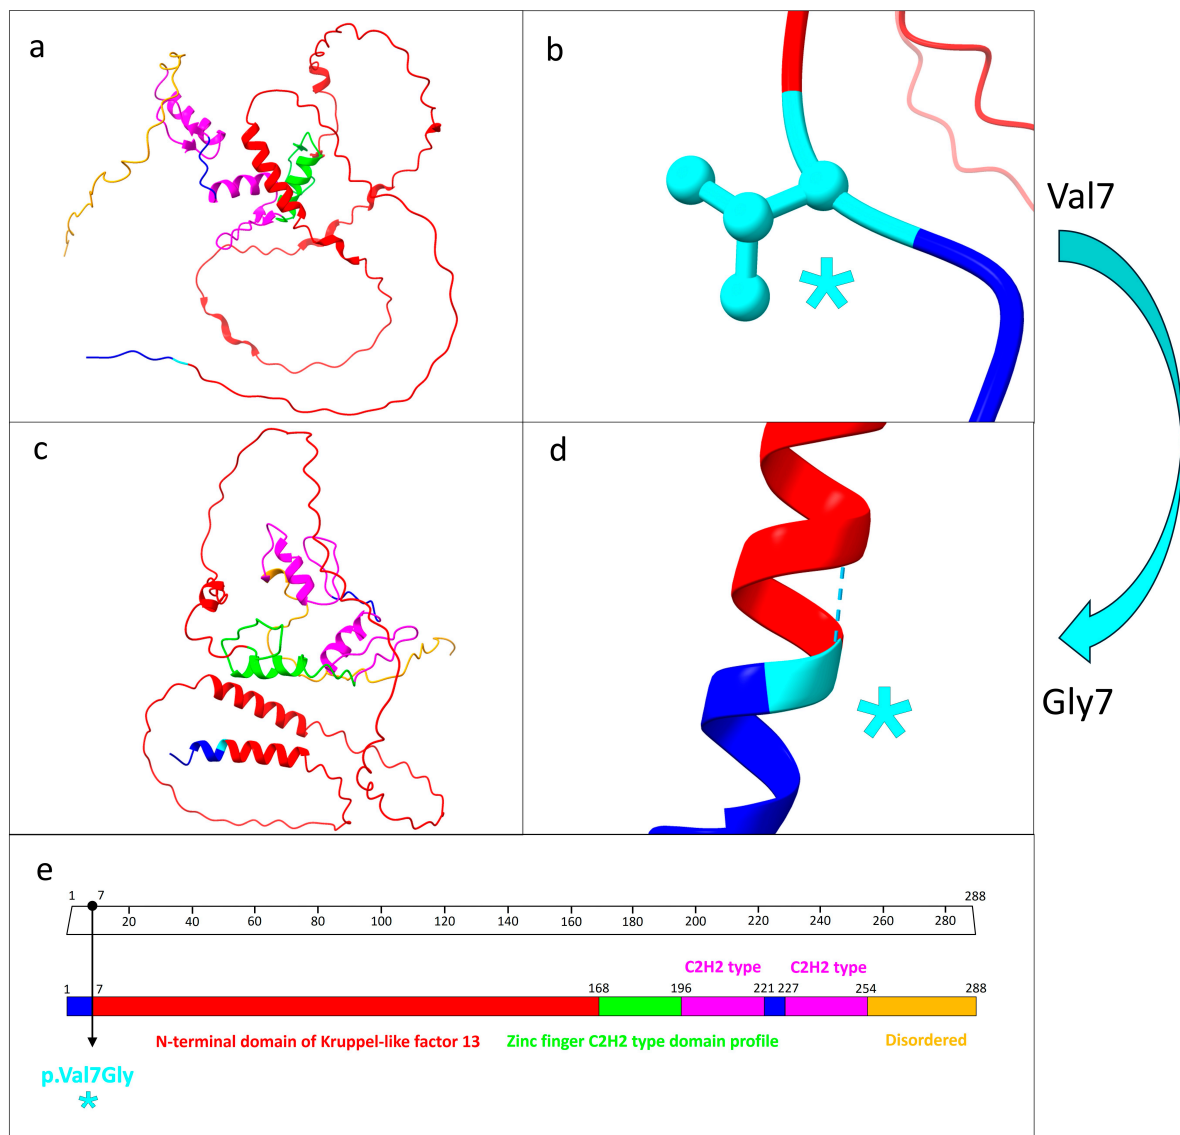 a
b
Val7
*
c
d
*
Gly7
e
1 7 288
20 40 60 80 100 120 140 160 180 200 220 240 260 280
C2H2 type C2H2 type
1 7 168 196 221 227 254 288
N-terminal domain of Kruppel-like factor 13 Zinc finger C2H2 type domain profile Disordered
p.Val7Gly
*